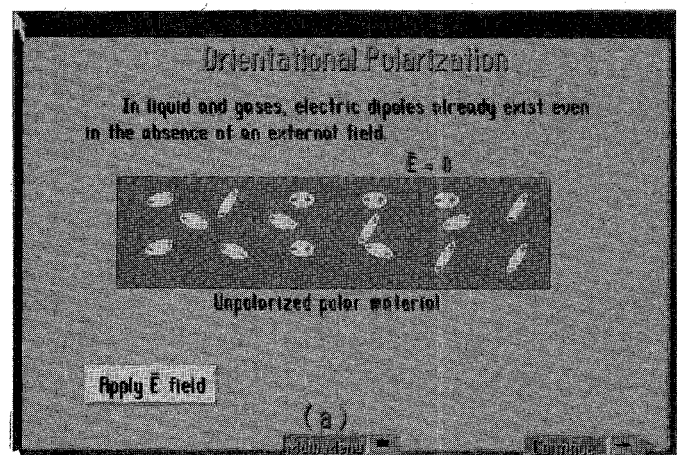 Orientational Polarization
In liquid and gases, electric dipoles already exist even
in the absence of an external field.
E = 0
Unpolarized polar material
Apply E field
(a)
Continue